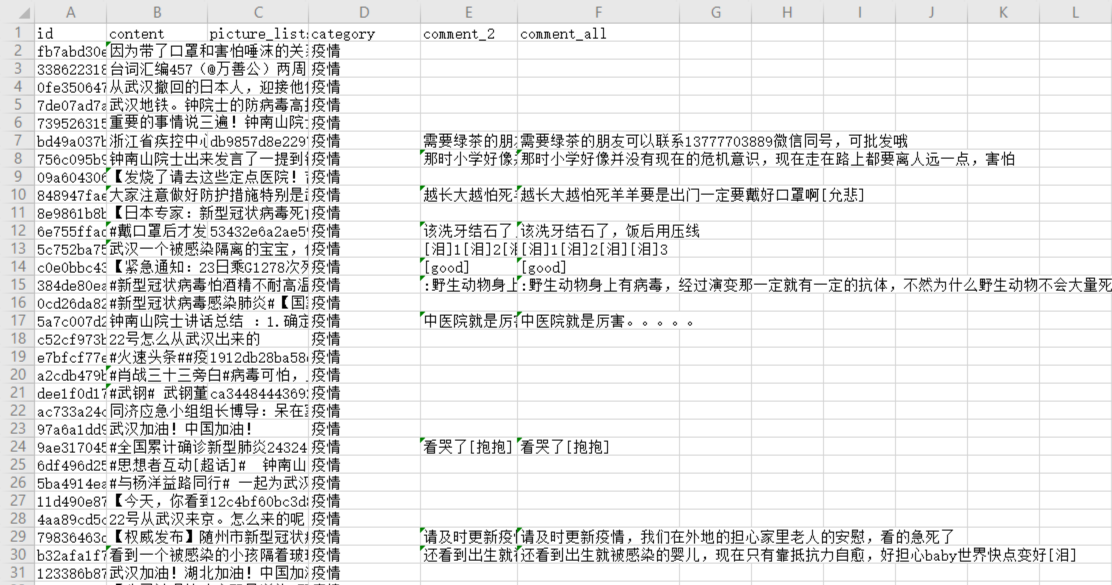 A B C D E F G H I J K L
1 id content picture_lists category comment_2 comment_all
2 fb7abd30e 因为带了口罩和害怕唾沫的关 疫情
3 338622318 台词汇编457（@万善公）两周 疫情
4 0fe350647 从武汉撤回的日本人，迎接他 疫情
5 7de07ad7a 武汉地铁。钟院士的防病毒高 疫情
6 739526315 重要的事情说三遍！钟南山院 疫情
7 bd49a037b 浙江省疾控中心 db9857d8e2297 疫情 需要绿茶的朋 需要绿茶的朋友可以联系13777703889微信同号，可批发哦
8 756c095b9 钟南山院士出来发言了一提到 疫情 那时小学好像 那时小学好像并没有现在的危机意识，现在走在路上都要离人远一点，害怕
9 09a604306 【发烧了请去这些定点医院！ 疫情
10 848947fae 大家注意做好防护措施特别是 疫情 越长大越怕死 越长大越怕死羊羊要是出门一定要戴好口罩啊[允悲]
11 8e9861b8b 【日本专家：新型冠状病毒死 疫情
12 6e755ffac #戴口罩后才发 53432e6a2ae5 疫情 该洗牙结石了 该洗牙结石了，饭后用压线
13 5c752ba75 武汉一个被感染隔离的宝宝， 疫情 [泪]1[泪]2[泪 [泪]1[泪]2[泪][泪]3
14 c0e0bbc43 【紧急通知：23日乘G1278次列 疫情 [good] [good]
15 384de80ea #新型冠状病毒怕酒精不耐高温 疫情 :野生动物身上 :野生动物身上有病毒，经过演变那一定就有一定的抗体，不然为什么野生动物不会大量死
16 0cd26da82 #新型冠状病毒感染肺炎#【国 疫情
17 5a7c007d2 钟南山院士讲话总结 ：1.确定 疫情 中医院就是厉 中医院就是厉害。。。。。
18 c52cf973b 22号怎么从武汉出来的 疫情
19 e7bfcf77e #火速头条##疫 1912db28ba58 疫情
20 a2cdb479b #肖战三十三旁白#病毒可怕， 疫情
21 dee1f0d17 #武钢# 武钢董 ca3448444369 疫情
22 ac733a24c 同济应急小组组长博导：呆在 疫情
23 97a6a1dd9 武汉加油！中国加油！ 疫情
24 9ae317045 #全国累计确诊新型肺炎24324 疫情 看哭了[抱抱] 看哭了[抱抱]
25 6df496d25 #思想者互动[超话]# 钟南山 疫情
26 5ba4914ea #与杨洋益路同行# 一起为武汉 疫情
27 11d490e87 【今天，你看到 12c4bf60bc3d 疫情
28 4aa89cd5c 22号从武汉来京。怎么来的呢 疫情
29 79836463c 【权威发布】随州市新型冠状 疫情 请及时更新疫 请及时更新疫情，我们在外地的担心家里老人的安慰，看的急死了
30 b32afa1f7 看到一个被感染的小孩隔着玻 疫情 还看到出生就 还看到出生就被感染的婴儿，现在只有靠抵抗力自愈，好担心baby世界快点变好[泪]
31 123386b87 武汉加油！湖北加油！中国加 疫情